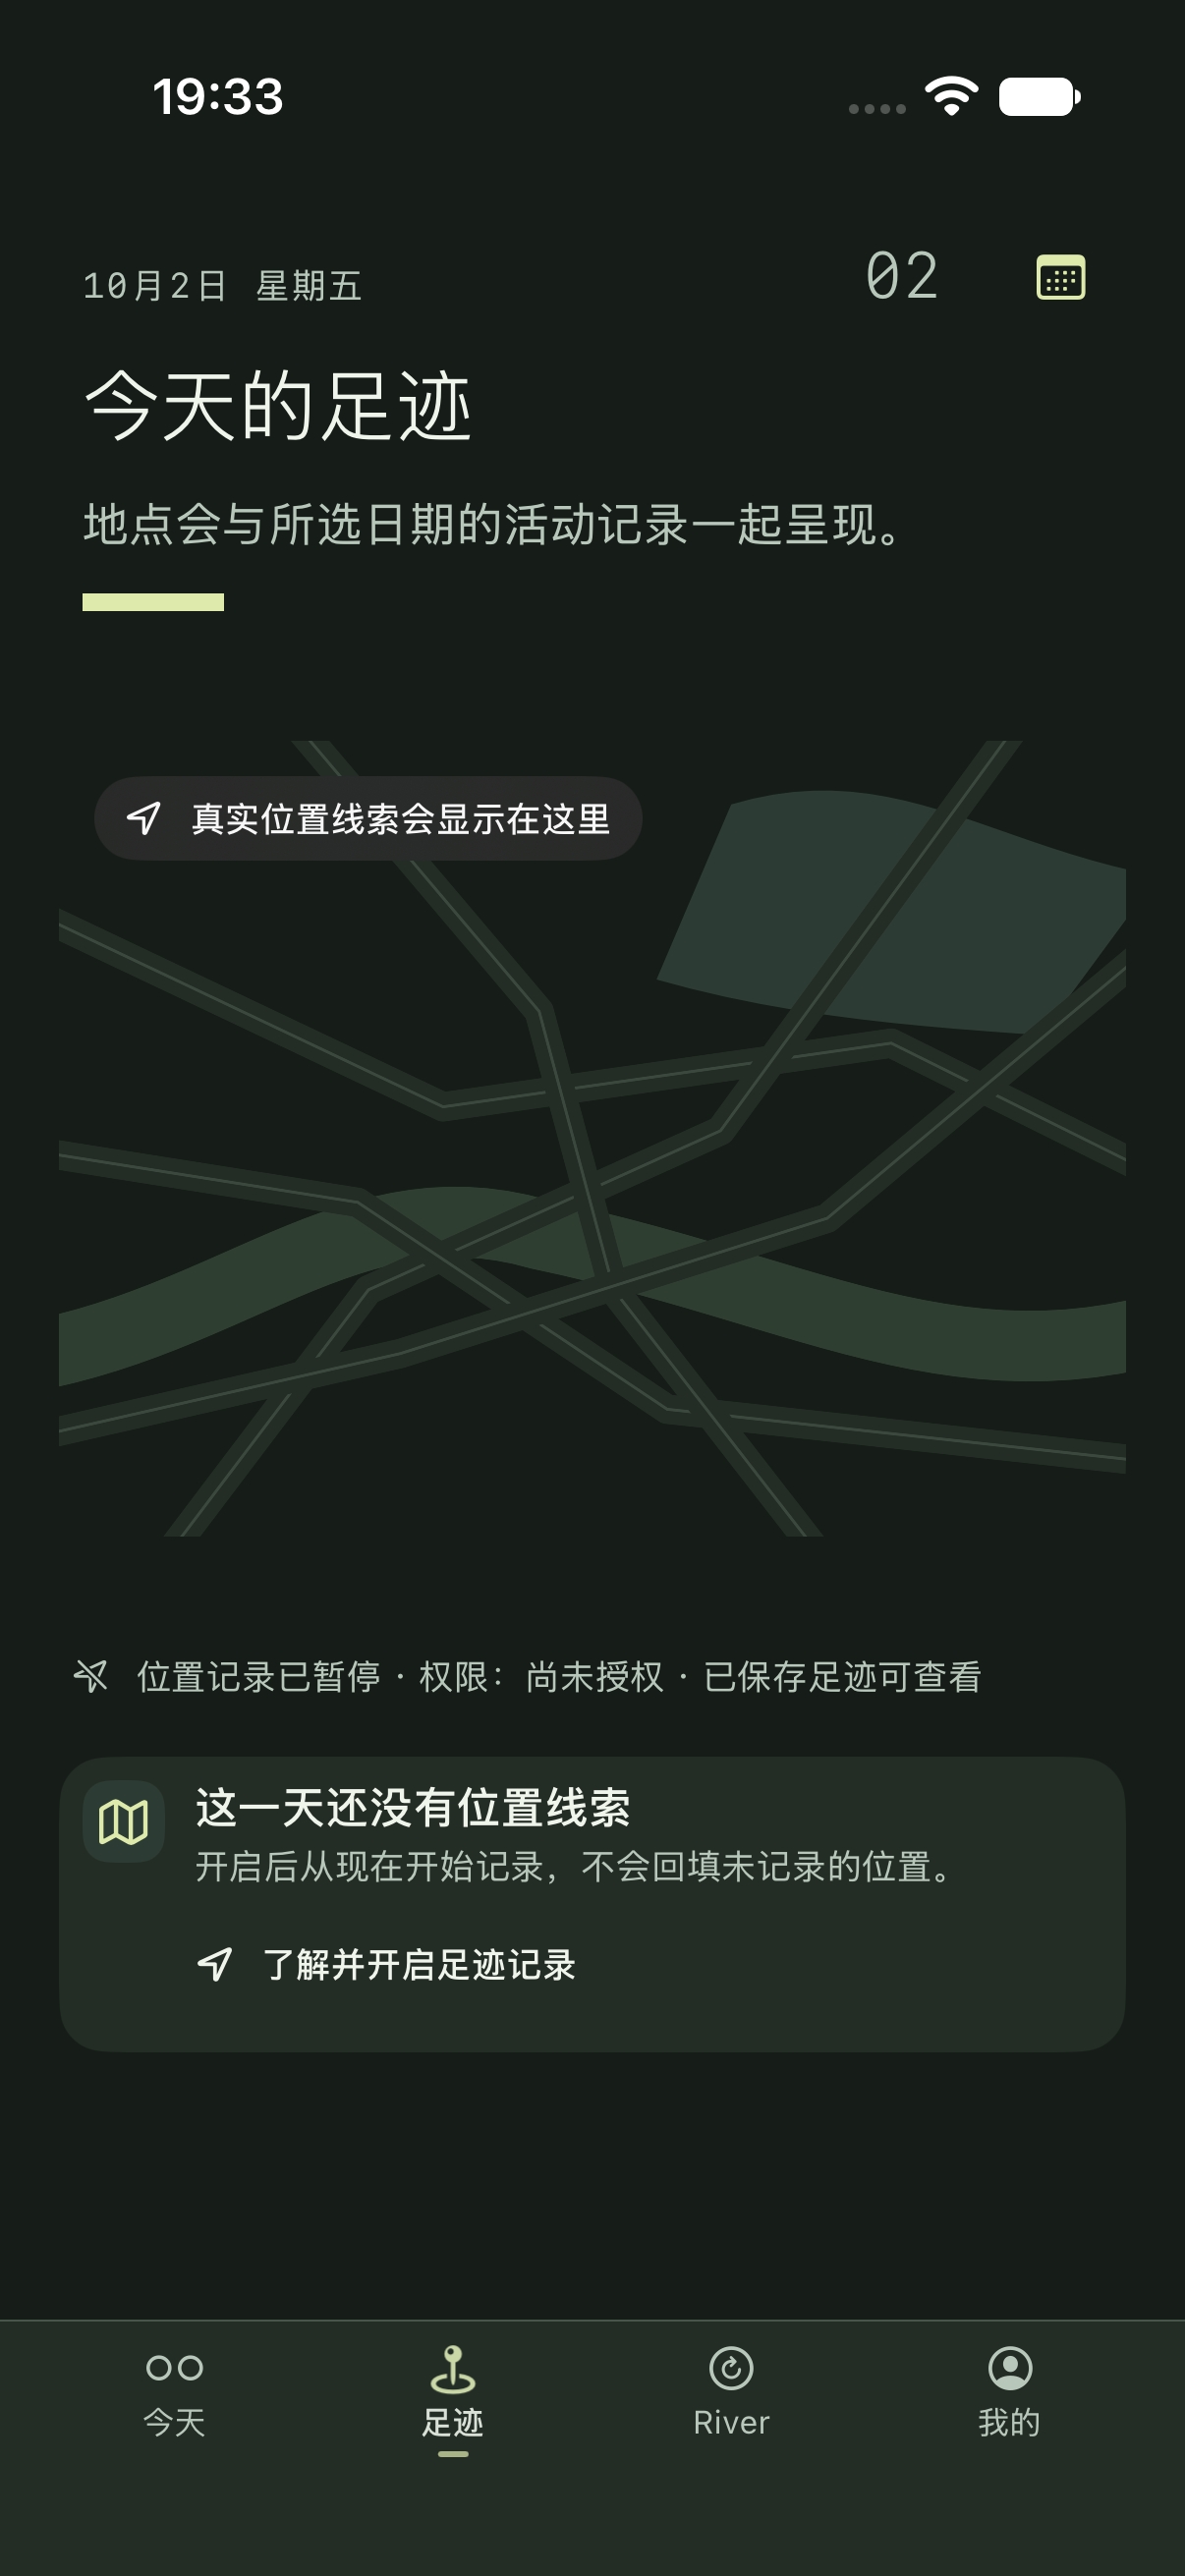 19:33
10月2日 星期五
02
今天的足迹
地点会与所选日期的活动记录一起呈现。
真实位置线索会显示在这里
位置记录已暂停 · 权限：尚未授权 · 已保存足迹可查看
这一天还没有位置线索
开启后从现在开始记录，不会回填未记录的位置。
了解并开启足迹记录
今天
足迹
River
我的